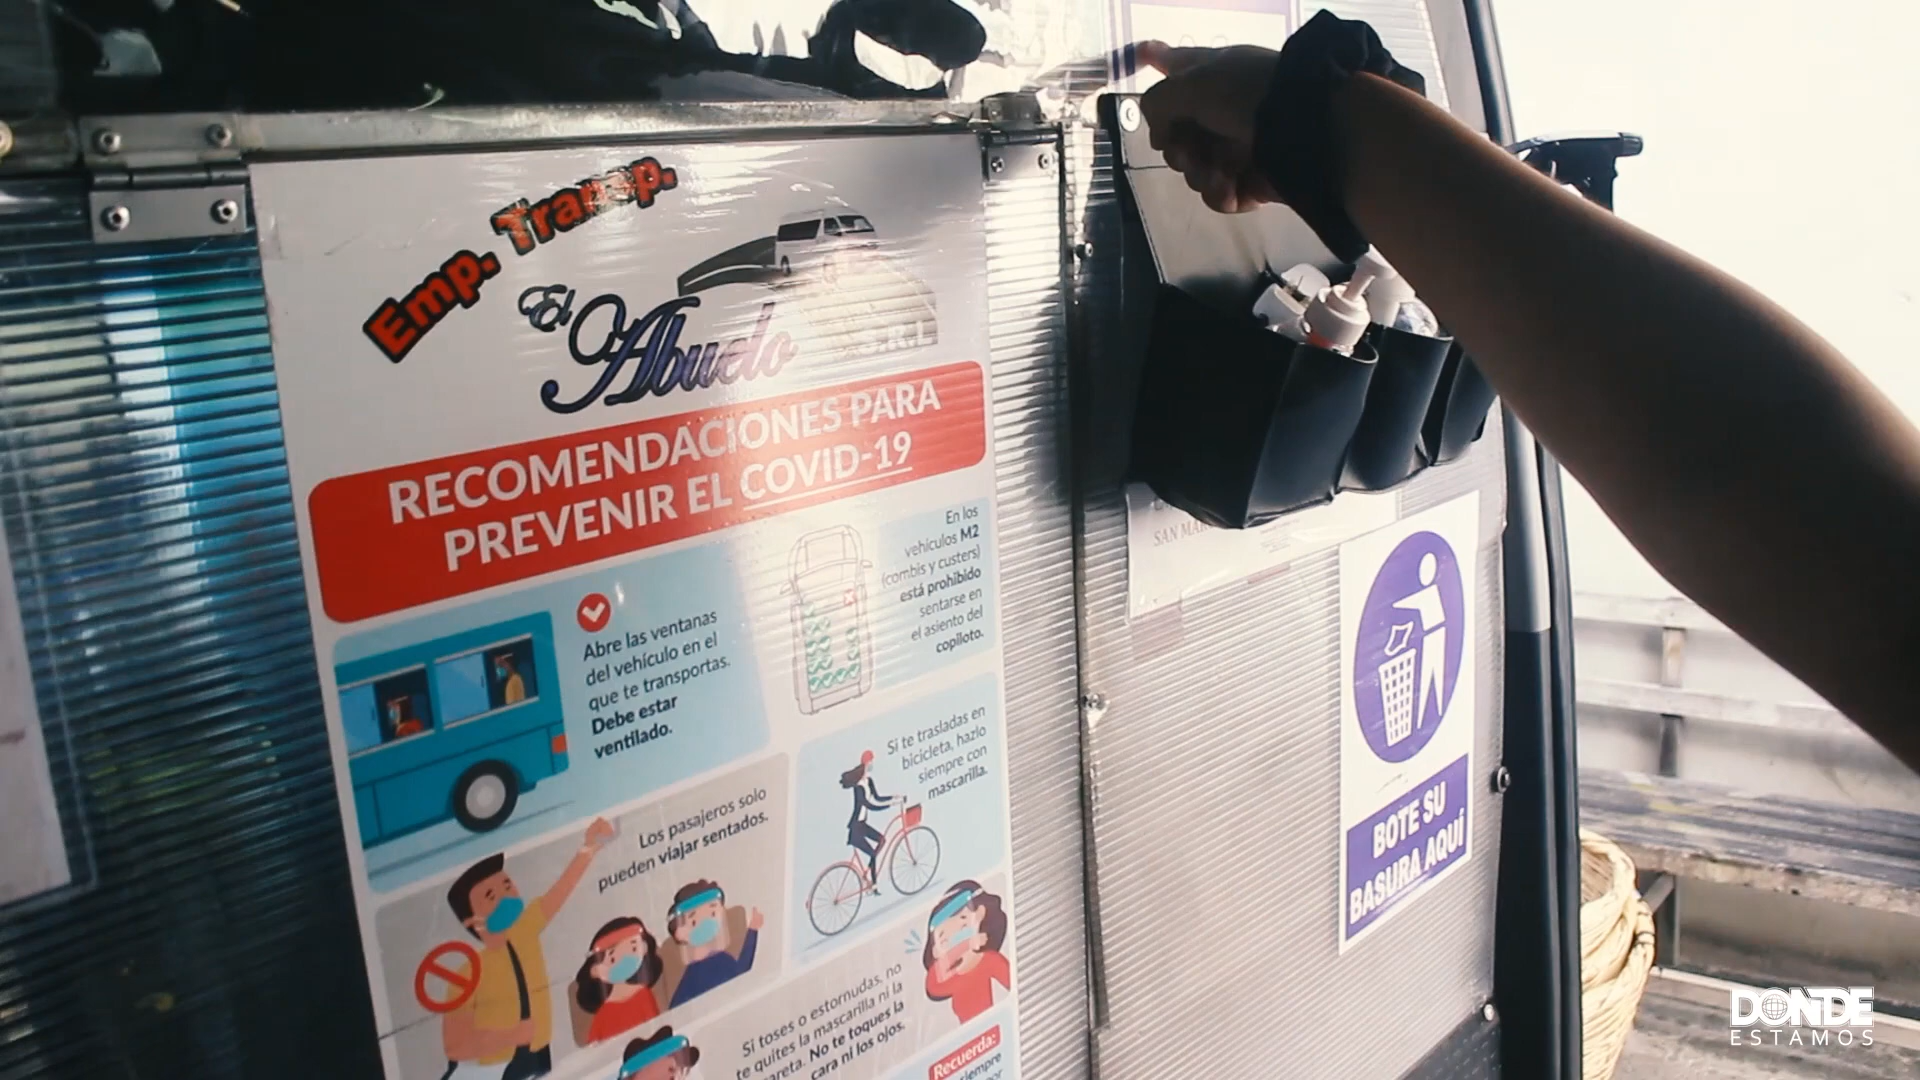 Emp. Transp.
El
Abuelo
S.R.L
RECOMENDACIONES PARA
PREVENIR EL COVID-19
Abre las ventanas
del vehículo en el
que te transportas.
Debe estar
ventilado.
En los
vehículos M2
(combis y custers)
está prohibido
sentarse en
el asiento del
copiloto.
Los pasajeros solo
pueden viajar sentados.
Si te trasladas en
bicicleta, hazlo
siempre con
mascarilla.
Si toses o estornudas, no
te quites la mascarilla ni la
careta. No te toques la
cara ni los ojos.
Recuerda:
siempre
SAN
BOTE SU
BASURA AQUÍ
DONDE
ESTAMOS